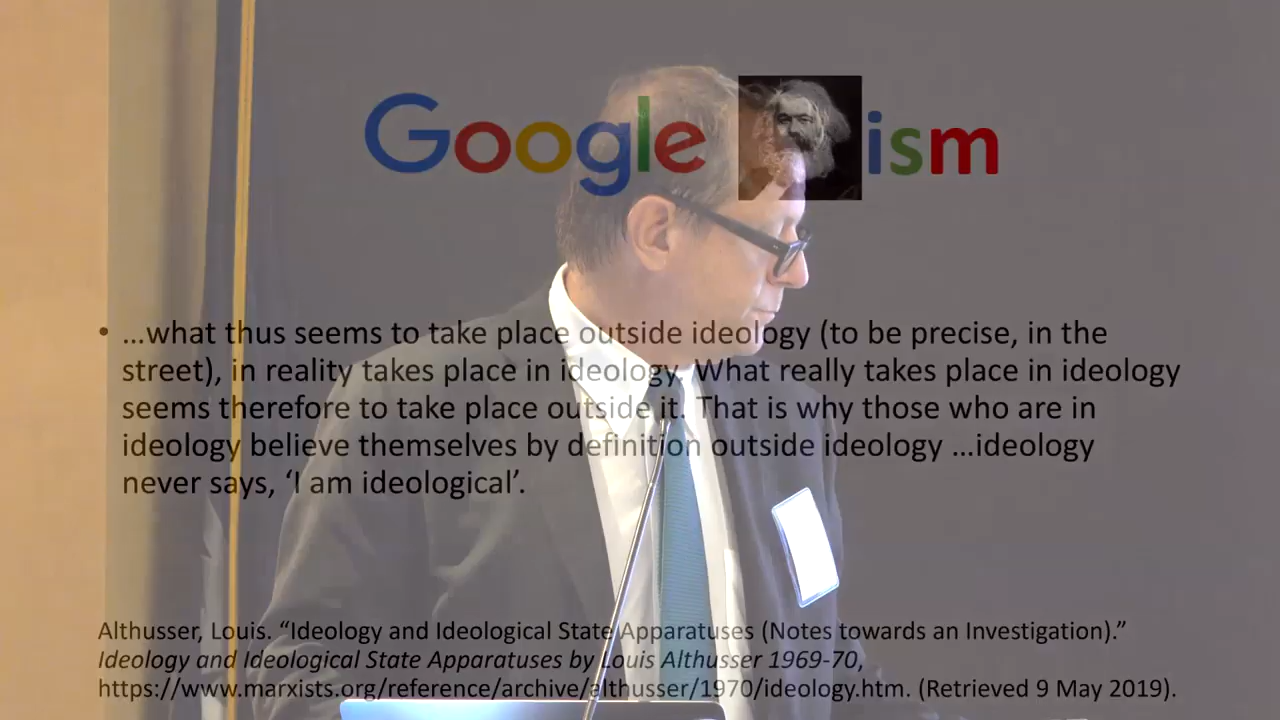 Google ism
• …what thus seems to take place outside ideology (to be precise, in the
street), in reality takes place in ideology. What really takes place in ideology
seems therefore to take place outside it. That is why those who are in
ideology believe themselves by definition outside ideology …ideology
never says, ‘I am ideological’.
Althusser, Louis. “Ideology and Ideological State Apparatuses (Notes towards an Investigation).”
Ideology and Ideological State Apparatuses by Louis Althusser 1969-70,
https://www.marxists.org/reference/archive/althusser/1970/ideology.htm. (Retrieved 9 May 2019).